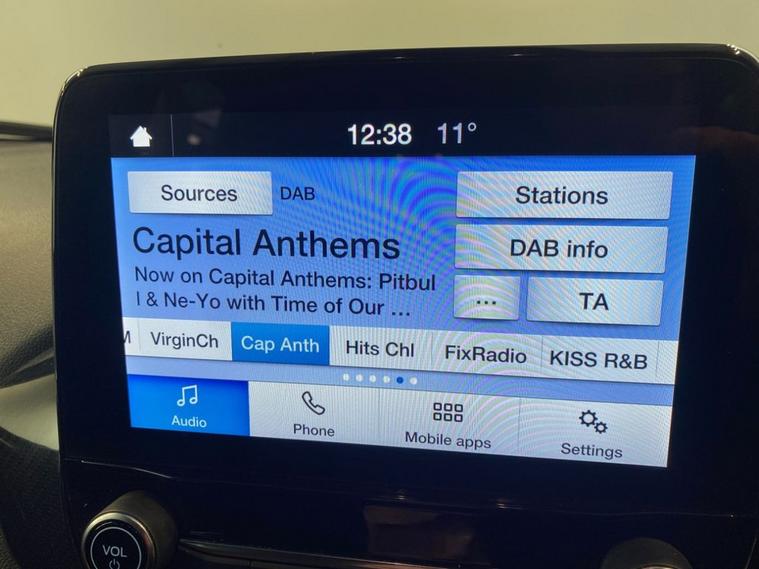 12:38 11°
Sources DAB Stations
Capital Anthems
DAB info
Now on Capital Anthems: Pitbul
l & Ne-Yo with Time of Our ...
... TA
M VirginCh Cap Anth Hits Chl FixRadio KISS R&B
Audio Phone Mobile apps Settings
VOL